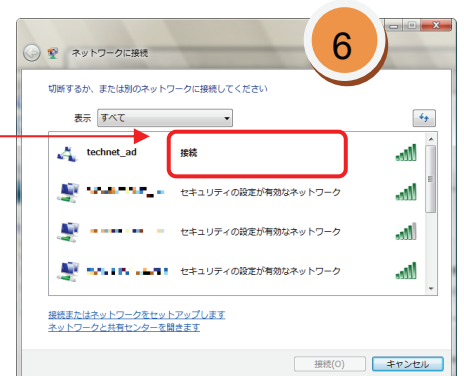 6
ネットワークに接続
切断するか、または別のネットワークに接続してください
表示 すべて
technet_ad 接続
セキュリティの設定が有効なネットワーク
セキュリティの設定が有効なネットワーク
セキュリティの設定が有効なネットワーク
接続またはネットワークをセットアップします
ネットワークと共有センターを開きます
接続(O) キャンセル